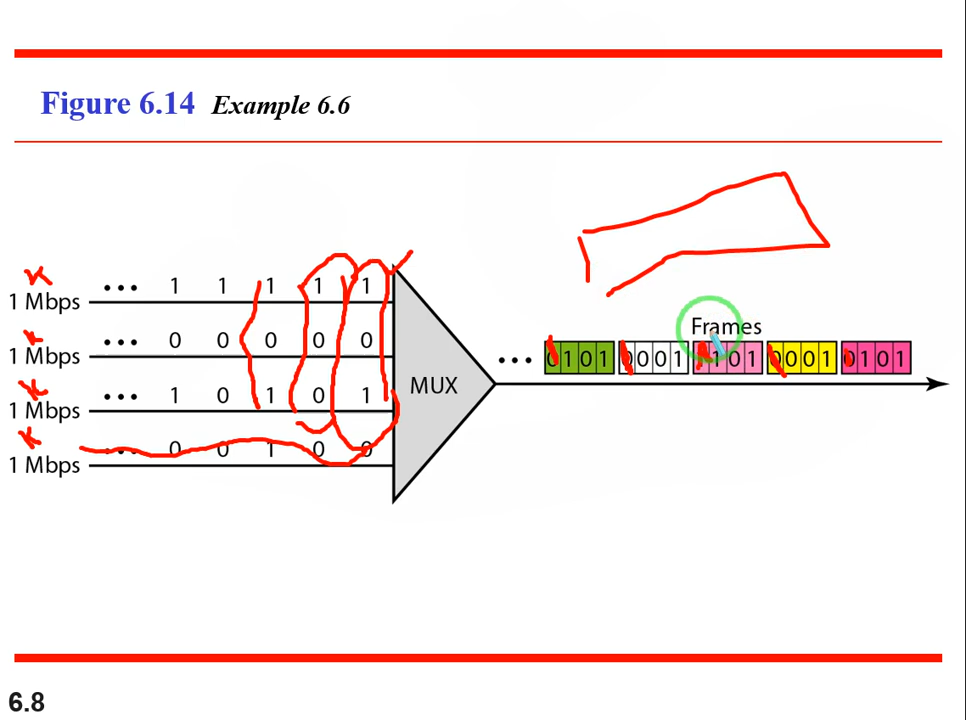 Figure 6.14 Example 6.6
1 Mbps ••• 1 1 1 1 1
1 Mbps ••• 0 0 0 0 0
1 Mbps ••• 1 0 1 0 1
1 Mbps ••• 0 0 1 0 0
MUX
Frames
••• 0101 0001 1101 0001 0101
6.8